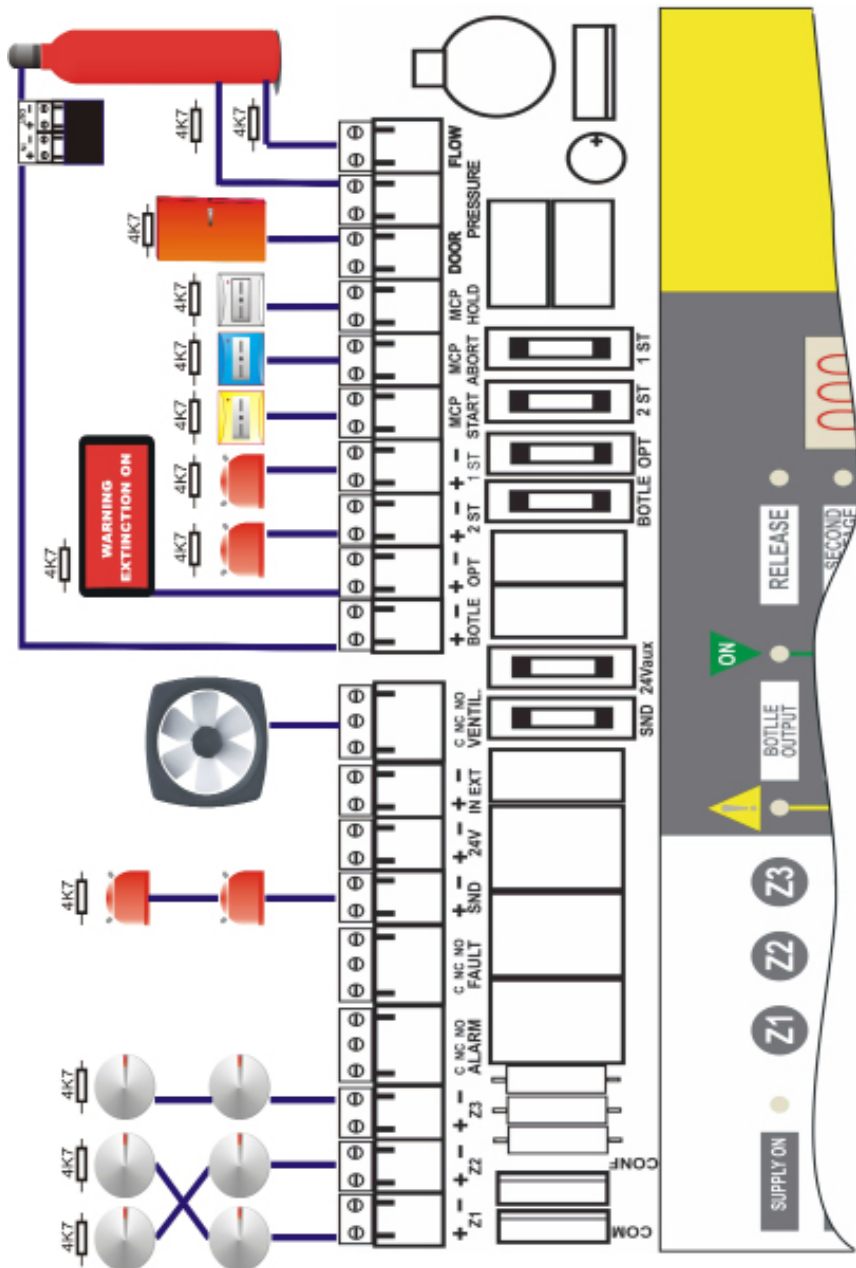 IN OUT
+ - + -
4K7
4K7
4K7
4K7
4K7
WARNING
EXTINCTION ON
4K7
4K7
4K7
4K7
4K7
4K7
4K7
4K7
+ - Z1
+ - Z2
+ - Z3
C NC NO
ALARM
C NC NO
FAULT
+ - SND
+ - 24V
+ -
IN EXT
C NC NO
VENTIL.
+ -
BOTLE
+ -
OPT
+ -
2 ST
+ -
1 ST
MCP
START
MCP
ABORT
MCP
HOLD
DOOR
PRESSURE
FLOW
COM
CONF
SND
24Vaux
BOTLE
OPT
2 ST
1 ST
+
SUPPLY ON
Z1
Z2
Z3
!
BOTLLE
OUTPUT
ON
RELEASE
SECOND